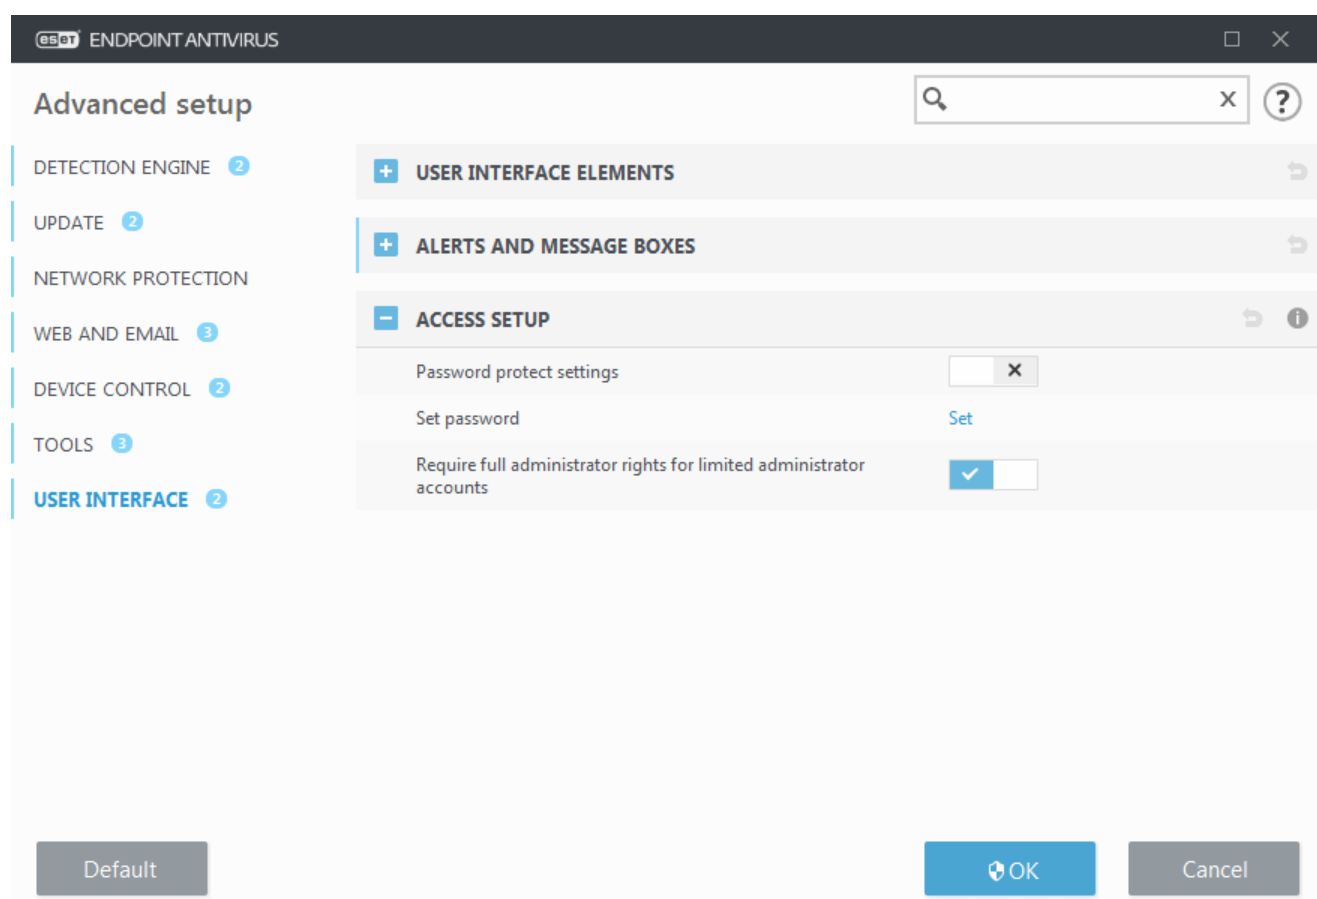 eset ENDPOINT ANTIVIRUS
Advanced setup
X
?
DETECTION ENGINE 2
UPDATE 2
NETWORK PROTECTION
WEB AND EMAIL 3
DEVICE CONTROL 2
TOOLS 3
USER INTERFACE 2
USER INTERFACE ELEMENTS
ALERTS AND MESSAGE BOXES
ACCESS SETUP
i
Password protect settings
Set password Set
Require full administrator rights for limited administrator
accounts
Default
OK
Cancel